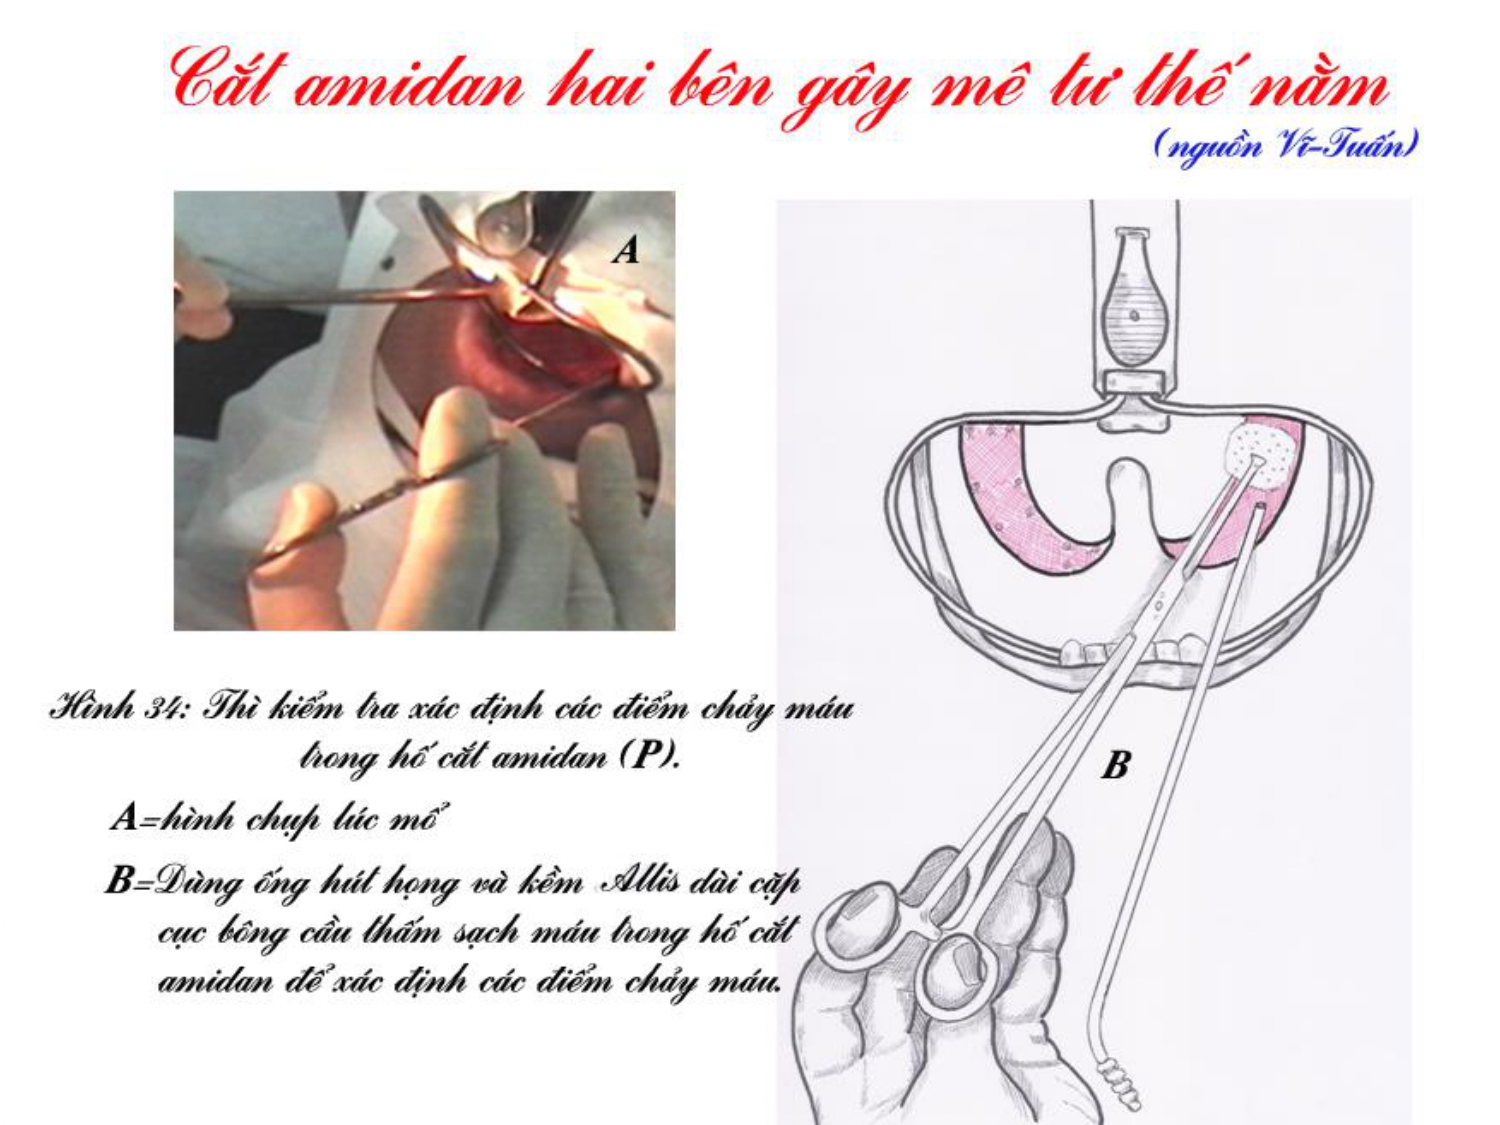 Cắt amidan hai bên gây mê tư thế nằm
(nguồn Vĩ-Tuấn)
A
Hình 34: Thì kiểm tra xác định các điểm chảy máu
trong hố cắt amidan (P).
A=hình chụp lúc mổ
B=Dùng ống hút họng và kềm Allis dài cặp
cục bông cầu thấm sạch máu trong hố cắt
amidan để xác định các điểm chảy máu.
B